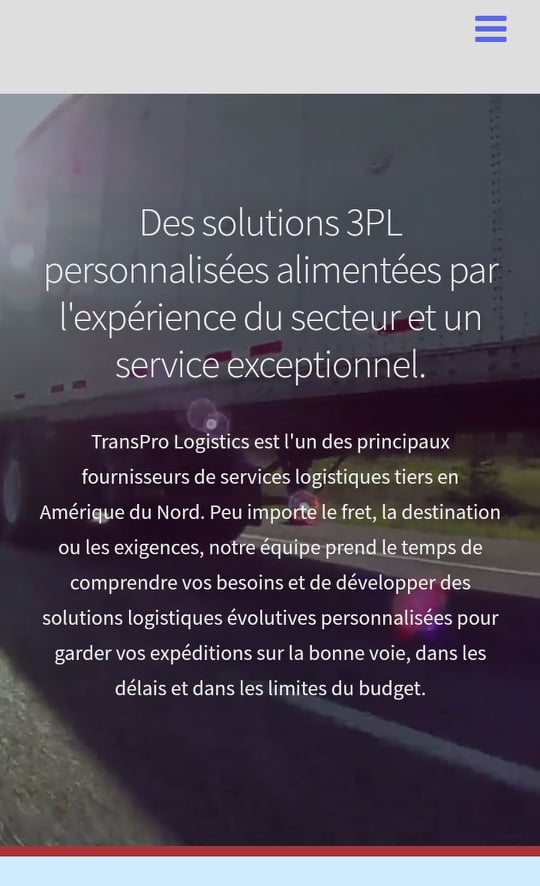 Des solutions 3PL
personnalisées alimentées par
l'expérience du secteur et un
service exceptionnel.
TransPro Logistics est l'un des principaux
fournisseurs de services logistiques tiers en
Amérique du Nord. Peu importe le fret, la destination
ou les exigences, notre équipe prend le temps de
comprendre vos besoins et de développer des
solutions logistiques évolutives personnalisées pour
garder vos expéditions sur la bonne voie, dans les
délais et dans les limites du budget.